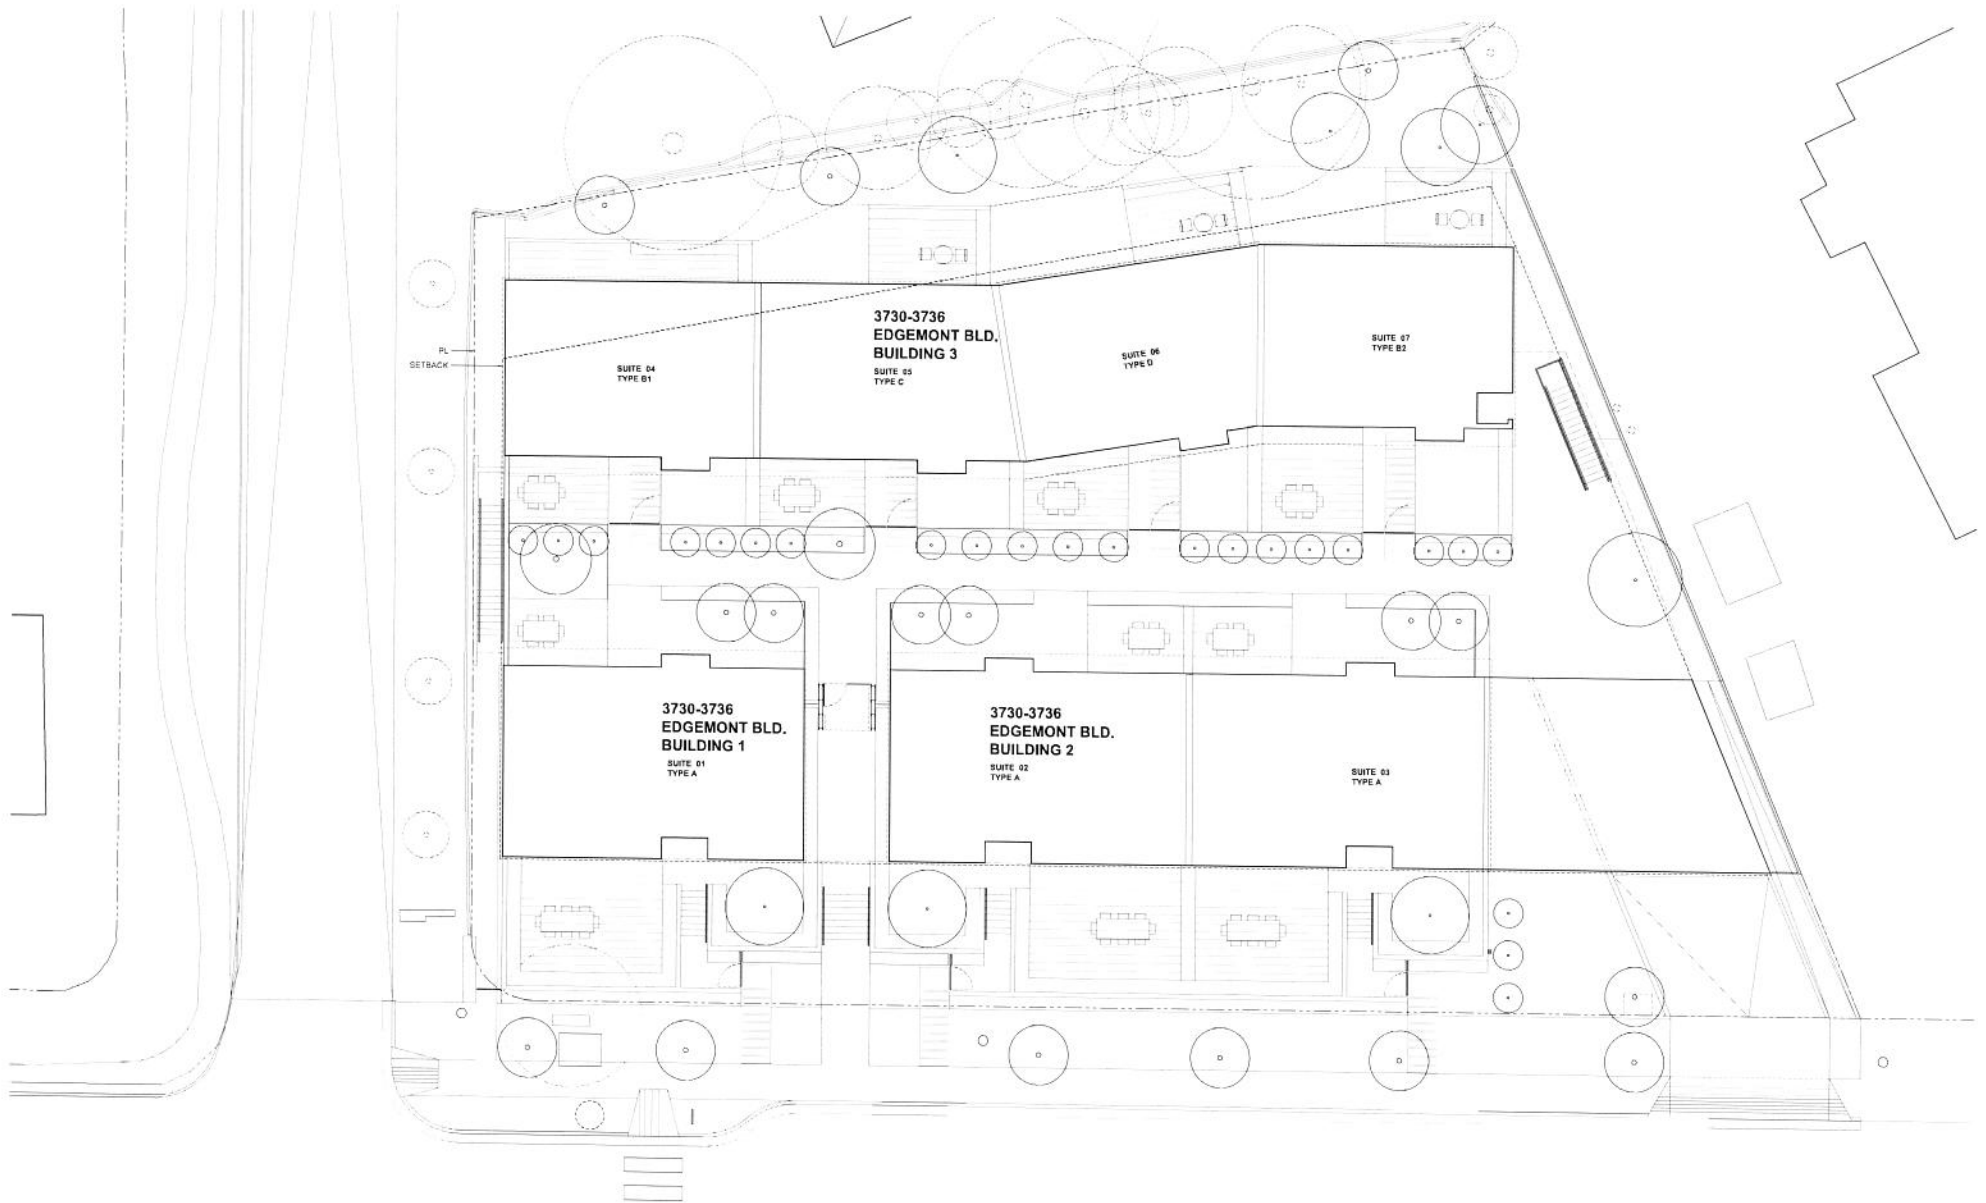 3730-3736
EDGEMONT BLD.
BUILDING 3
SUITE 05
TYPE C
SUITE 07
TYPE B2
PL
SETBACK
SUITE 04
TYPE B1
SUITE 06
TYPE D
3730-3736
EDGEMONT BLD.
BUILDING 1
SUITE 01
TYPE A
3730-3736
EDGEMONT BLD.
BUILDING 2
SUITE 02
TYPE A
SUITE 03
TYPE A